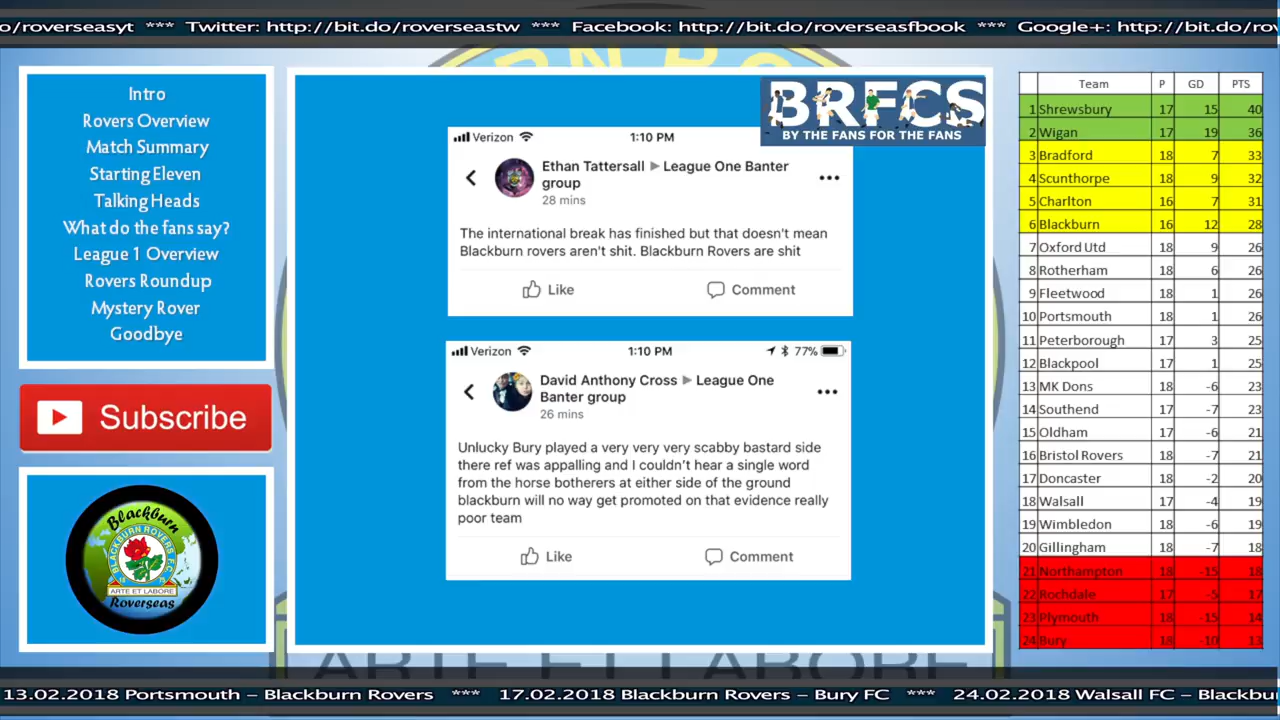 o/roverseasyt *** Twitter: http://bit.do/roverseastw *** Facebook: http://bit.do/roverseasfbook *** Google+: http://bit.do/rov
Intro
Rovers Overview
Match Summary
Starting Eleven
Talking Heads
What do the fans say?
League 1 Overview
Rovers Roundup
Mystery Rover
Goodbye
Subscribe
Blackburn
BLACKBURN ROVERS F.C.
1875
ARTE ET LABORE
Roverseas
BRFCS
BY THE FANS FOR THE FANS
Verizon 1:10 PM
Ethan Tattersall ▶ League One Banter
group
28 mins
The international break has finished but that doesn't mean
Blackburn rovers aren't shit. Blackburn Rovers are shit
Like Comment
Verizon 1:10 PM 77%
David Anthony Cross ▶ League One
Banter group
26 mins
Unlucky Bury played a very very very scabby bastard side
there ref was appalling and I couldn't hear a single word
from the horse botherers at either side of the ground
blackburn will no way get promoted on that evidence really
poor team
Like Comment
Team P GD PTS
1 Shrewsbury 17 15 40
2 Wigan 17 19 36
3 Bradford 18 7 33
4 Scunthorpe 18 9 32
5 Charlton 16 7 31
6 Blackburn 16 12 28
7 Oxford Utd 18 9 26
8 Rotherham 18 6 26
9 Fleetwood 18 1 26
10 Portsmouth 18 1 26
11 Peterborough 17 3 25
12 Blackpool 17 1 25
13 MK Dons 18 -6 23
14 Southend 17 -7 23
15 Oldham 17 -6 21
16 Bristol Rovers 18 -7 21
17 Doncaster 18 -2 20
18 Walsall 17 -4 19
19 Wimbledon 18 -6 19
20 Gillingham 18 -7 18
21 Northampton 18 -15 18
22 Rochdale 17 -5 17
23 Plymouth 18 -15 14
24 Bury 18 -10 13
ARTE ET LABORE
13.02.2018 Portsmouth – Blackburn Rovers *** 17.02.2018 Blackburn Rovers – Bury FC *** 24.02.2018 Walsall FC – Blackbu